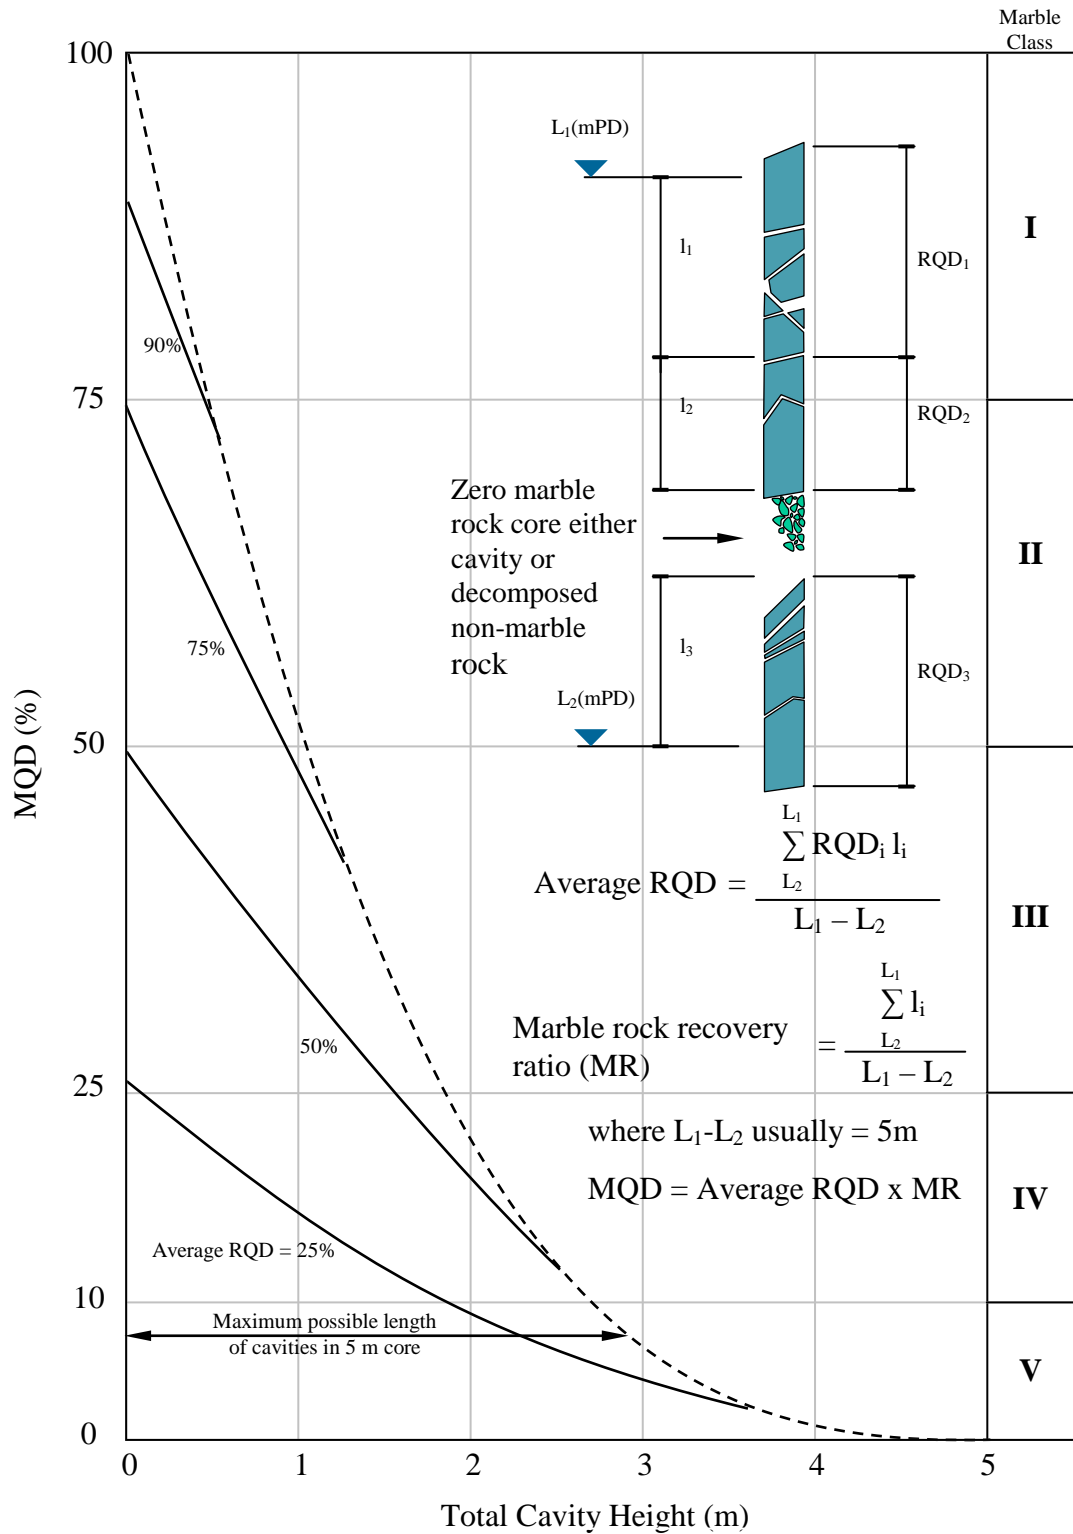 Marble
Class
100
75
50
25
10
0
MQD (%)
0
1
2
3
4
5
Total Cavity Height (m)
90%
75%
50%
Average RQD = 25%
Maximum possible length
of cavities in 5 m core
L₁(mPD)
l₁
l₂
l₃
L₂(mPD)
RQD₁
RQD₂
RQD₃
Zero marble
rock core either
cavity or
decomposed
non-marble
rock
L₁
Average RQD = ∑ RQDᵢ lᵢ
L₂
L₁ – L₂
L₁
Marble rock recovery
ratio (MR)
= ∑ lᵢ
L₂
L₁ – L₂
where L₁-L₂ usually = 5m
MQD = Average RQD x MR
I
II
III
IV
V